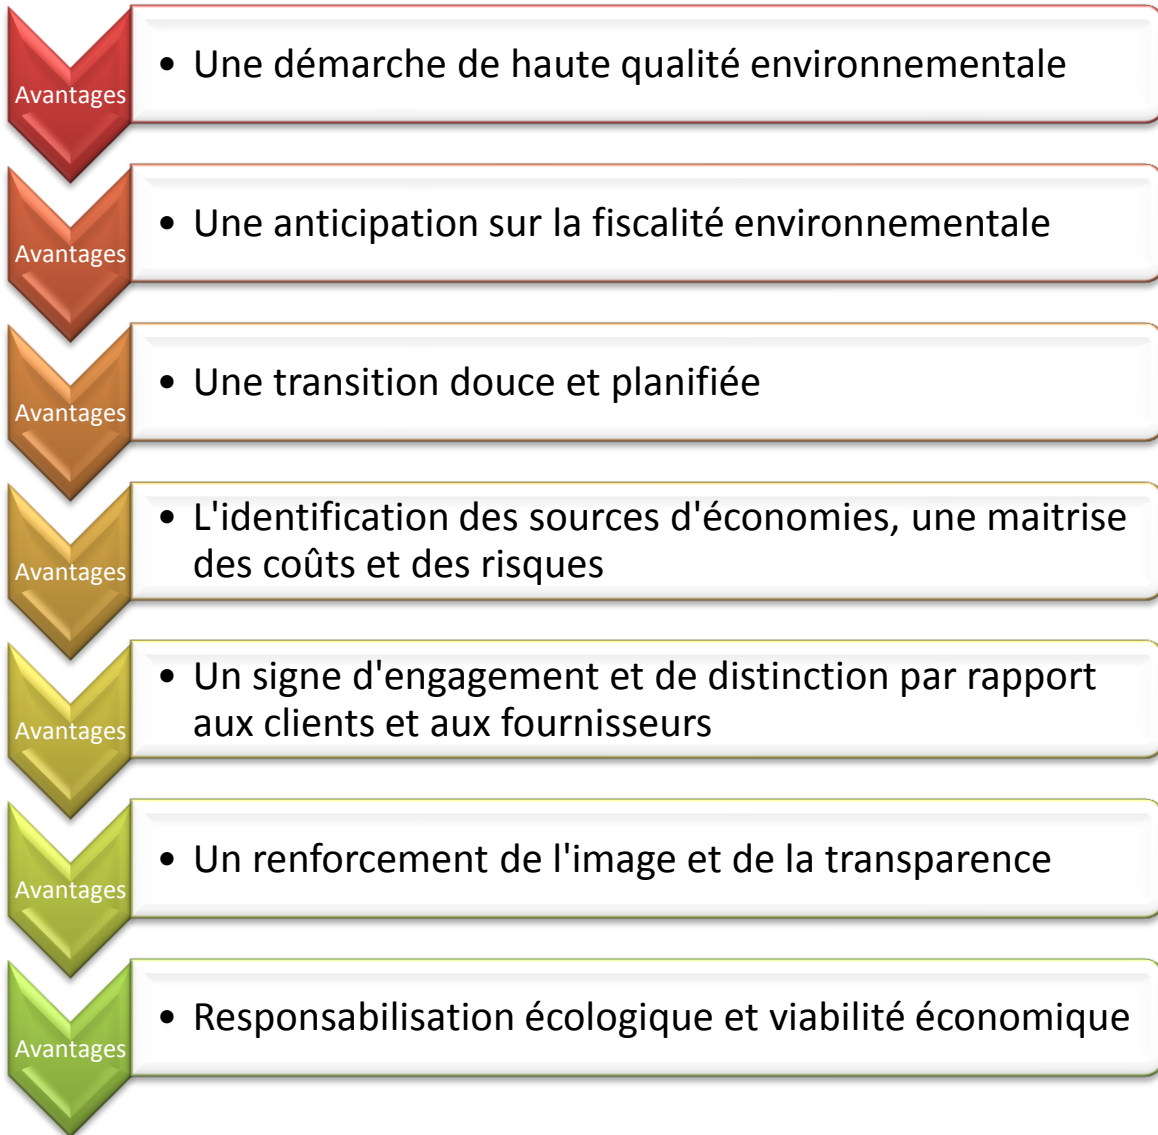 Avantages
• Une démarche de haute qualité environnementale
Avantages
• Une anticipation sur la fiscalité environnementale
Avantages
• Une transition douce et planifiée
Avantages
• L'identification des sources d'économies, une maitrise
des coûts et des risques
Avantages
• Un signe d'engagement et de distinction par rapport
aux clients et aux fournisseurs
Avantages
• Un renforcement de l'image et de la transparence
Avantages
• Responsabilisation écologique et viabilité économique